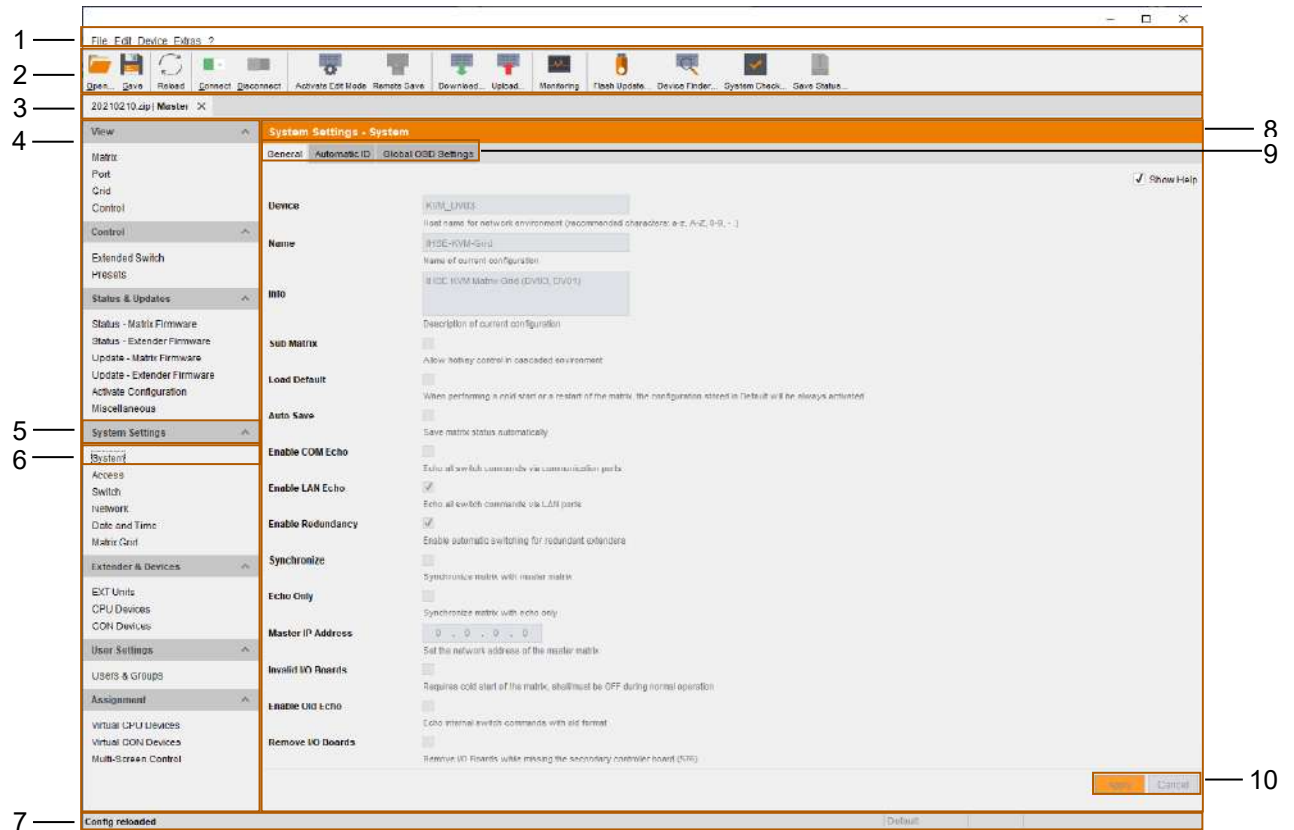 1
File Edit Device Extras ?
2
Open... Save Reload Connect Disconnect Activate Edit Mode Remote Save Download... Upload... Monitoring Flash Update... Device Finder... System Check... Save Status...
3
20210210.zip| Master
4
View
System Settings - System
8
General Automatic ID Global OSD Settings
9
Matrix
Port
Grid
Control
Show Help
Device
KVM_DV03
Host name for network environment (recommended characters: a-z, A-Z, 0-9, - .)
Control
Name
IHSE-KVM-Grid
Name of current configuration
Extended Switch
Presets
Info
IHSE KVM Matrix Grid (DV03, DV01)
Description of current configuration
Status & Updates
Status - Matrix Firmware
Status - Extender Firmware
Update - Matrix Firmware
Update - Extender Firmware
Activate Configuration
Miscellaneous
Sub Matrix
Allow hotkey control in cascaded environment
Load Default
When performing a cold start or a restart of the matrix, the configuration stored in Default will be always activated
Auto Save
Save matrix status automatically
5
System Settings
6
System
Access
Switch
Network
Date and Time
Matrix Grid
Enable COM Echo
Echo all switch commands via communication ports
Enable LAN Echo
Echo all switch commands via LAN ports
Enable Redundancy
Enable automatic switching for redundant extenders
Extender & Devices
EXT Units
CPU Devices
CON Devices
Synchronize
Synchronize matrix with master matrix
Echo Only
Synchronize matrix with echo only
Master IP Address
0 . 0 . 0 . 0
Set the network address of the master matrix
User Settings
Users & Groups
Invalid I/O Boards
Requires cold start of the matrix, shall/must be OFF during normal operation
Assignment
Virtual CPU Devices
Virtual CON Devices
Multi-Screen Control
Enable Old Echo
Echo internal switch commands with old format
Remove I/O Boards
Remove I/O Boards while missing the secondary controller board (576)
Apply Cancel
10
7
Config reloaded
Default